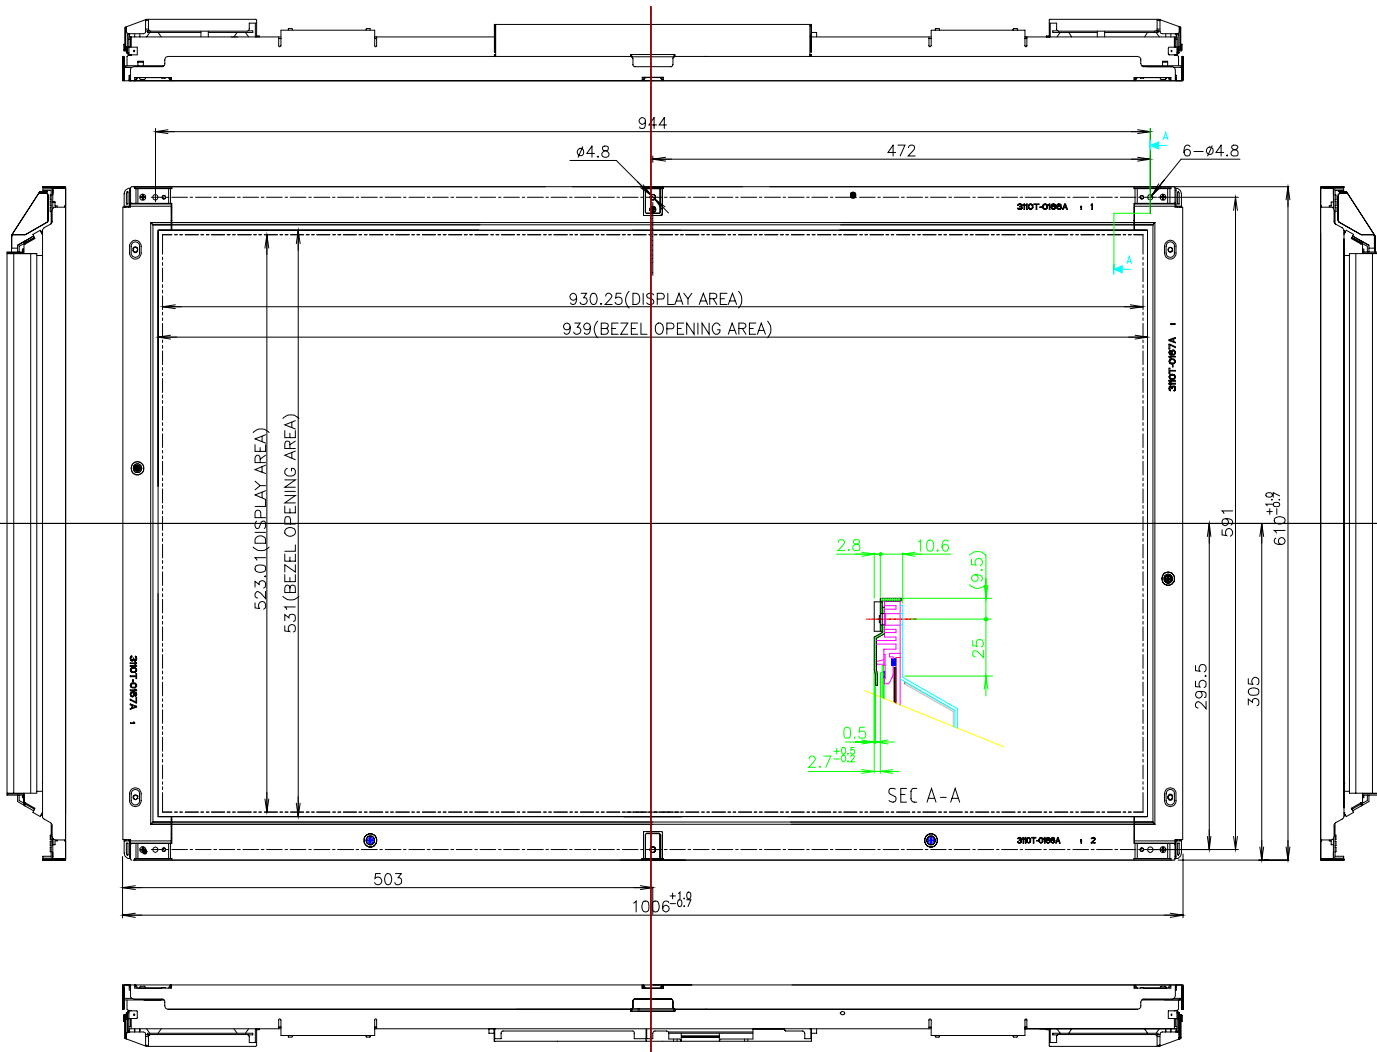 944
ø4.8
472
A
6-ø4.8
3110T-0166A : 1
A
930.25(DISPLAY AREA)
939(BEZEL OPENING AREA)
3110T-0167A 1
523.01(DISPLAY AREA)
531(BEZEL OPENING AREA)
591
610 +1.0 -0.7
2.8
10.6
(9.5)
25
295.5
305
3110T-0167A 1
0.5
2.7 +0.5 -0.2
SEC A-A
3110T-0166A : 2
503
1006 +1.0 -0.7